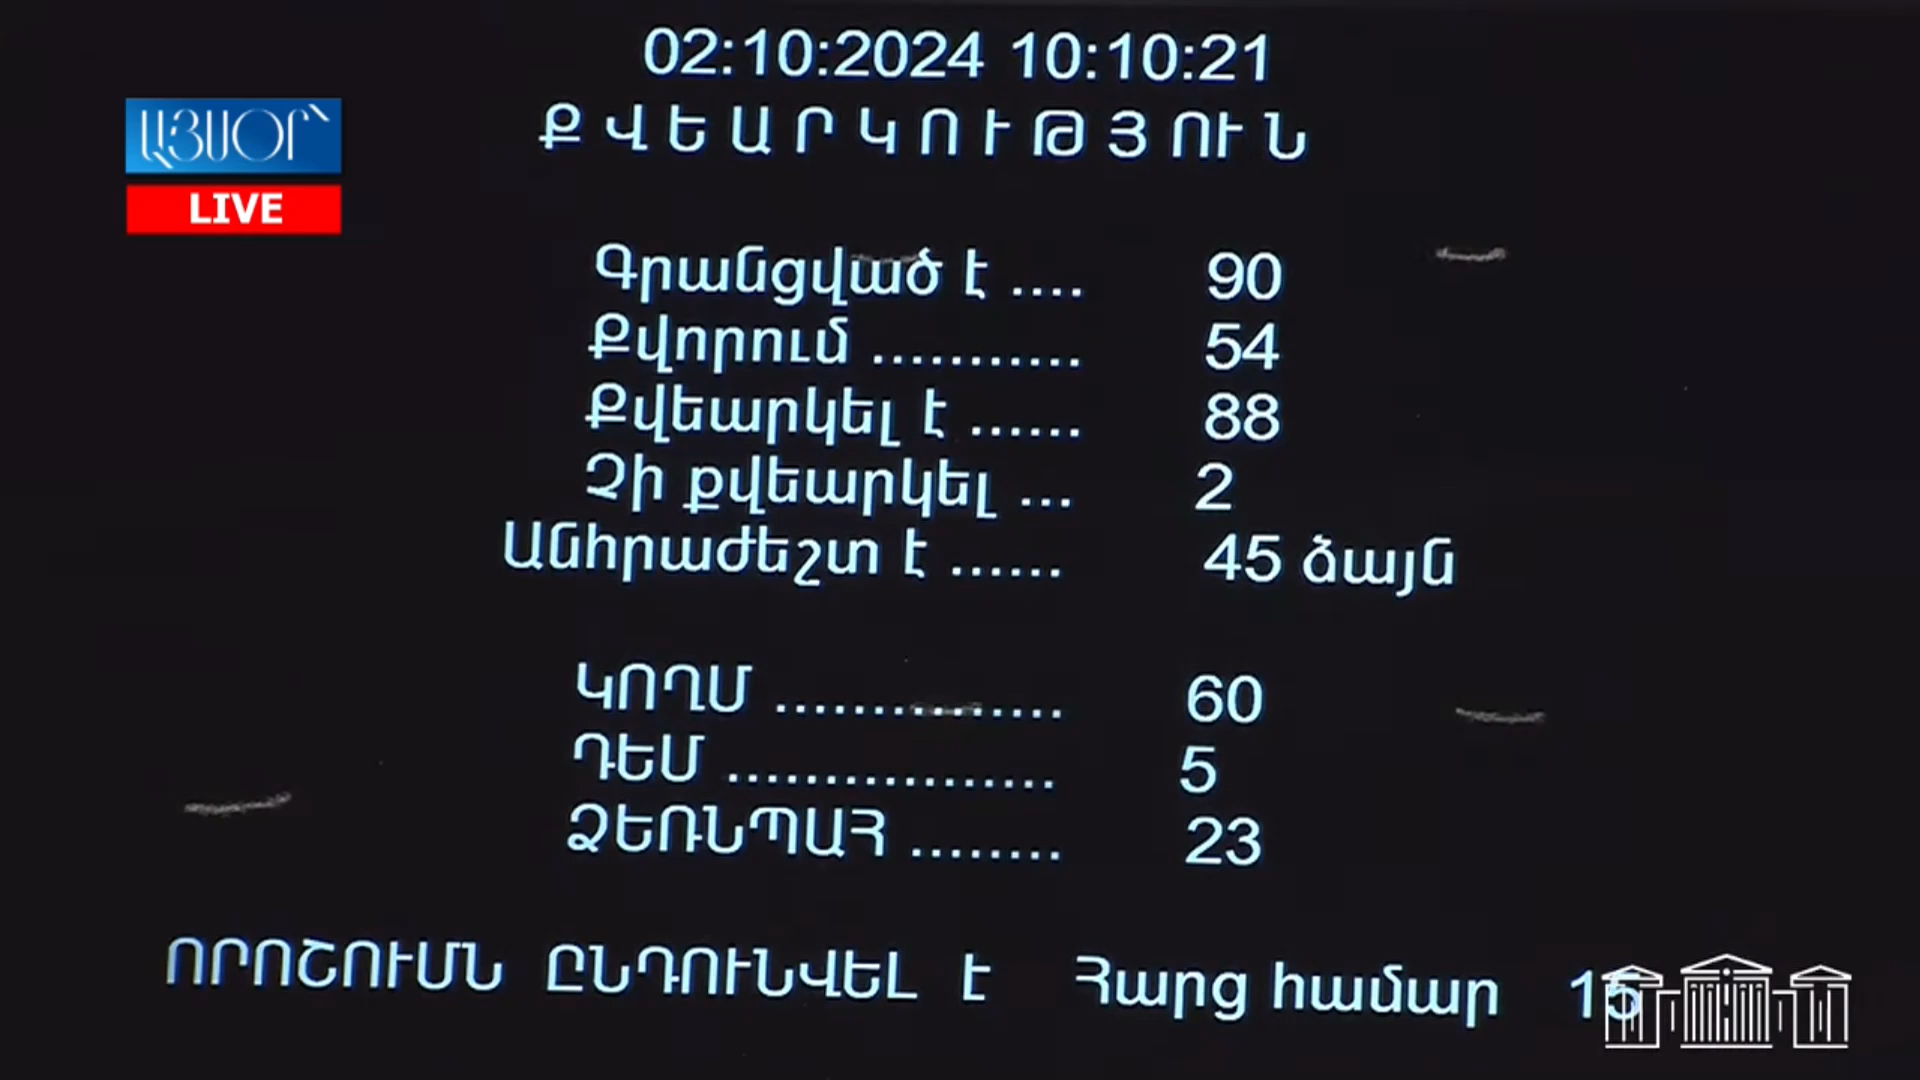 02:10:2024 10:10:21
ՔՎԵԱՐԿՈՒԹՅՈՒՆ
ԱՅՍՕՐ՝
LIVE
Գրանցված է .... 90
Քվորում ........... 54
Քվեարկել է ...... 88
Չի քվեարկել ... 2
Անհրաժեշտ է ...... 45 ձայն
ԿՈՂՄ ............... 60
ԴԵՄ ................. 5
ՁԵՌՆՊԱՀ ........ 23
ՈՐՈՇՈՒՄՆ ԸՆԴՈՒՆՎԵԼ Է Հարց համար 15